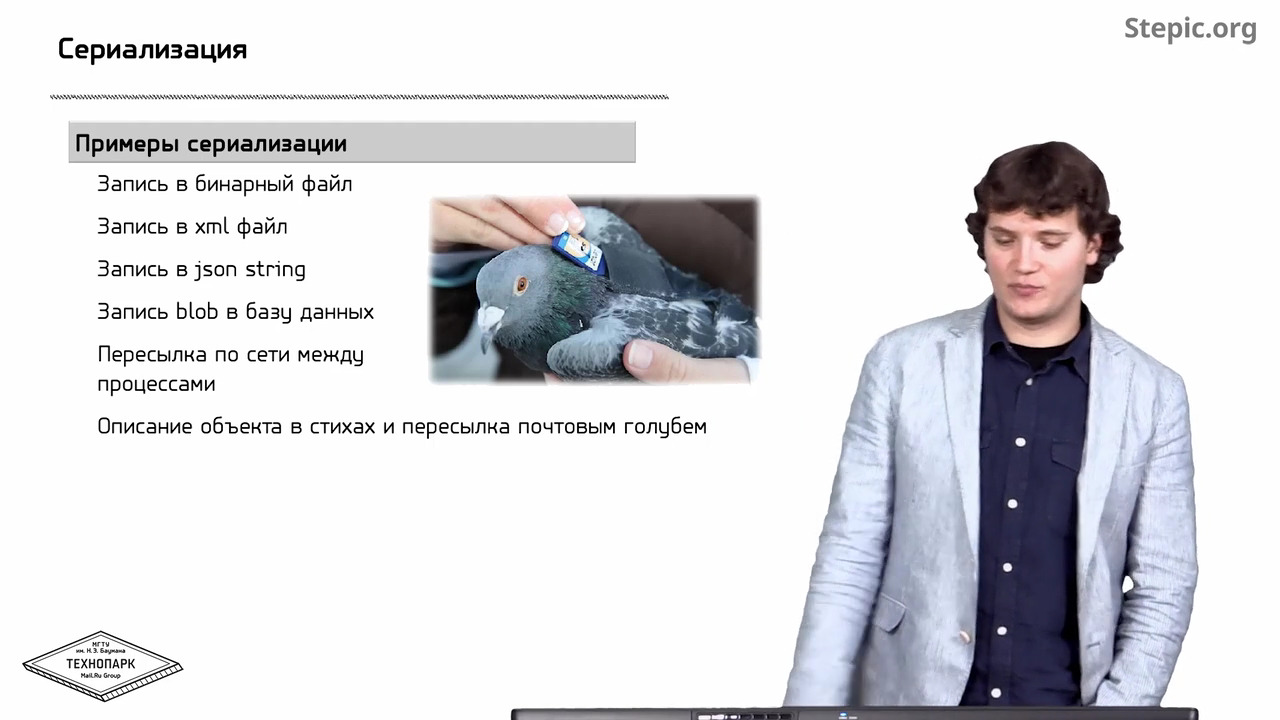 Stepic.org
Сериализация
Примеры сериализации
Запись в бинарный файл
Запись в xml файл
Запись в json string
Запись blob в базу данных
Пересылка по сети между
процессами
Описание объекта в стихах и пересылка почтовым голубем
МГТУ
им. Н.Э. Баумана
ТЕХНОПАРК
Mail.Ru Group